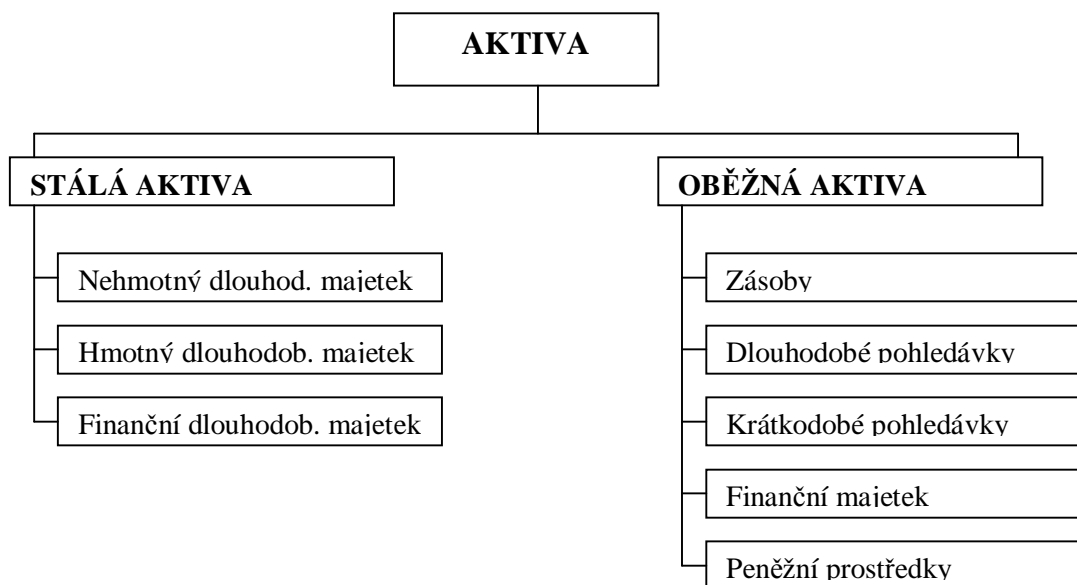 AKTIVA
STÁLÁ AKTIVA
Nehmotný dlouhod. majetek
Hmotný dlouhodob. majetek
Finanční dlouhodob. majetek
OBĚŽNÁ AKTIVA
Zásoby
Dlouhodobé pohledávky
Krátkodobé pohledávky
Finanční majetek
Peněžní prostředky